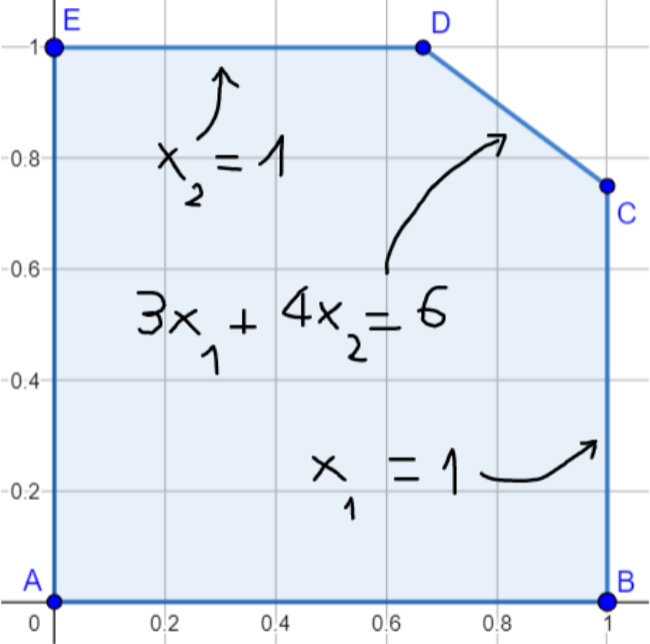 E
D
1
x₂ = 1
0.8
C
0.6
3x₁ + 4x₂ = 6
0.4
x₁ = 1
0.2
A
B
0 0.2 0.4 0.6 0.8 1